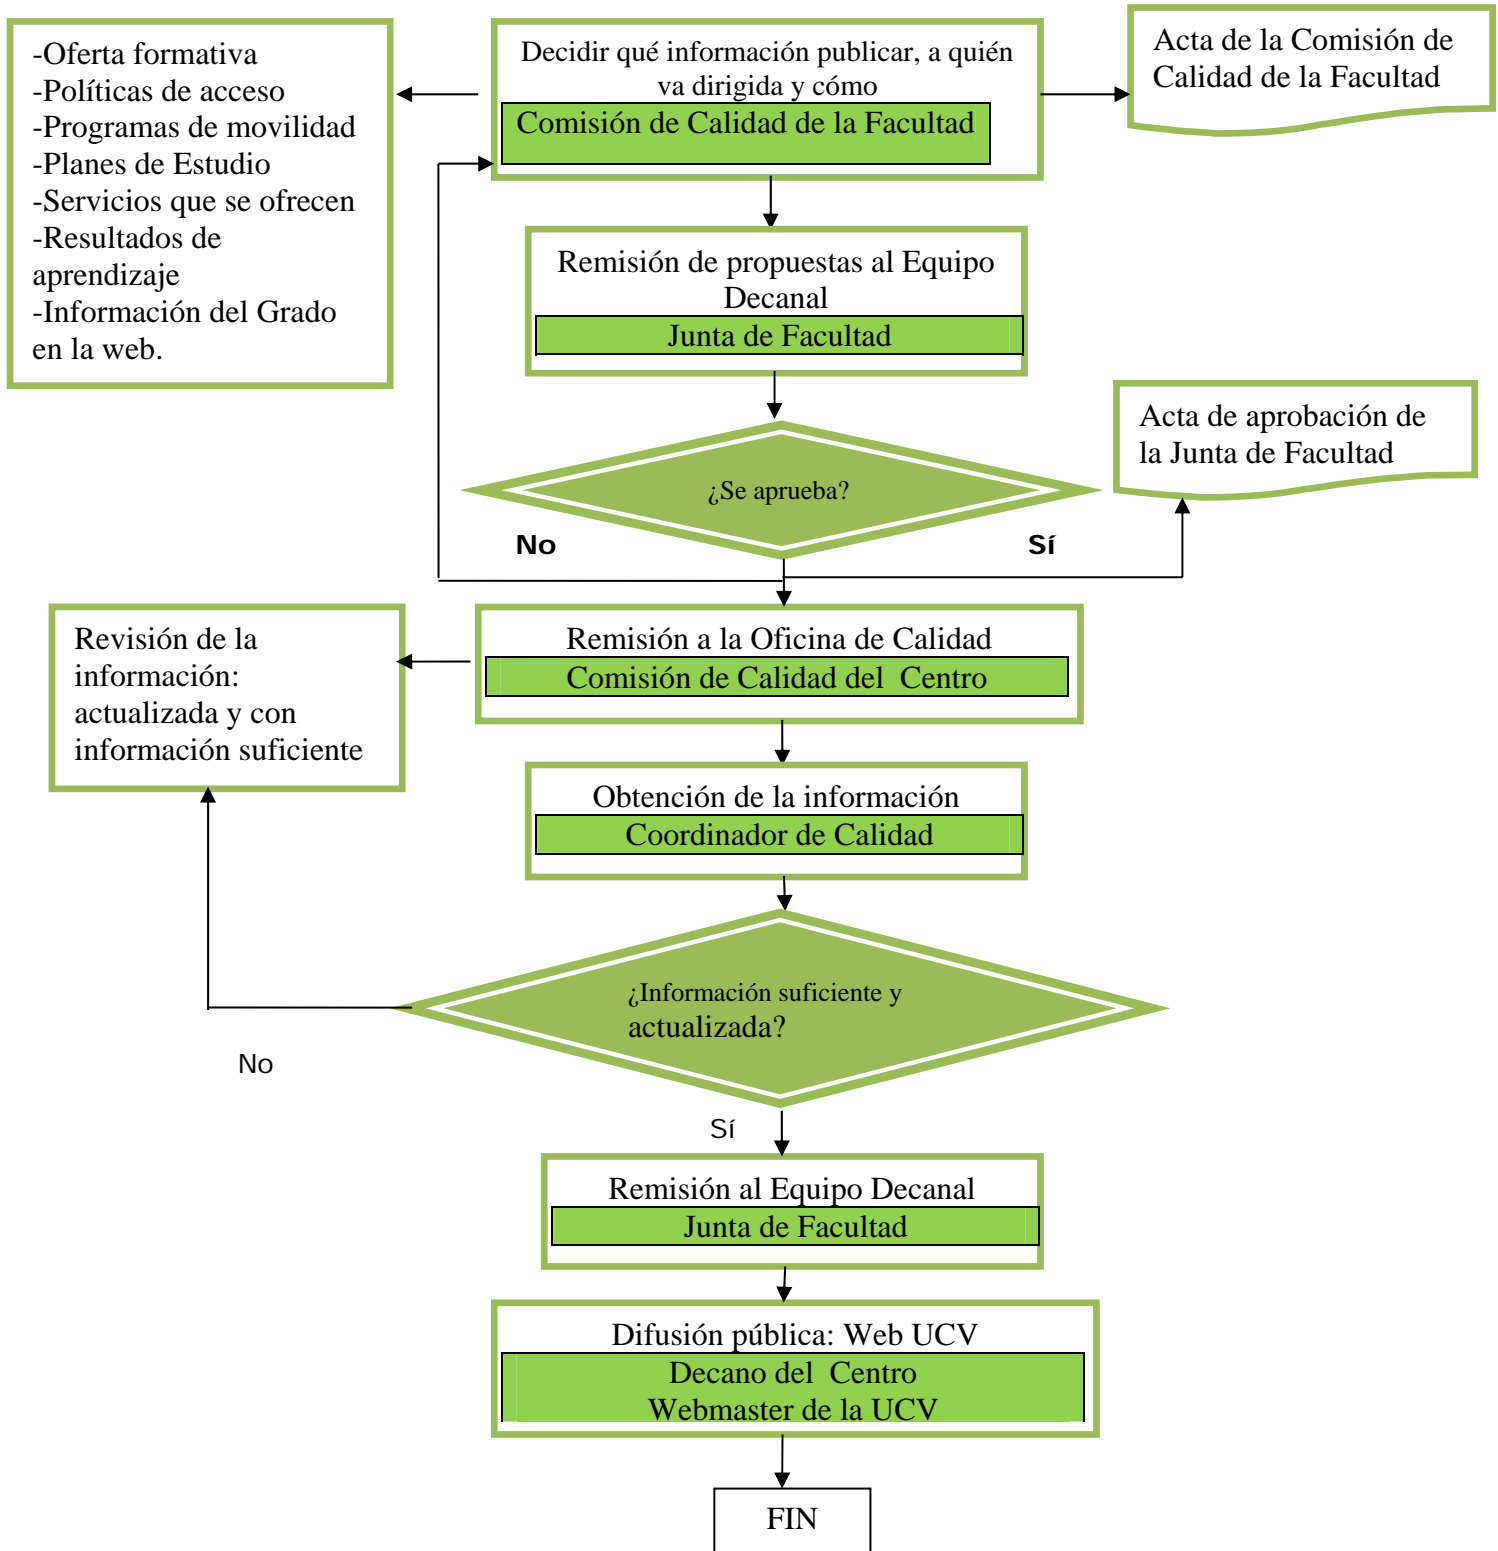 -Oferta formativa
-Políticas de acceso
-Programas de movilidad
-Planes de Estudio
-Servicios que se ofrecen
-Resultados de
aprendizaje
-Información del Grado
en la web.
Decidir qué información publicar, a quién
va dirigida y cómo
Comisión de Calidad de la Facultad
Acta de la Comisión de
Calidad de la Facultad
Remisión de propuestas al Equipo
Decanal
Junta de Facultad
Acta de aprobación de
la Junta de Facultad
¿Se aprueba?
No
Sí
Revisión de la
información:
actualizada y con
información suficiente
Remisión a la Oficina de Calidad
Comisión de Calidad del  Centro
Obtención de la información
Coordinador de Calidad
¿Información suficiente y
actualizada?
No
Sí
Remisión al Equipo Decanal
Junta de Facultad
Difusión pública: Web UCV
Decano del  Centro
Webmaster de la UCV
FIN